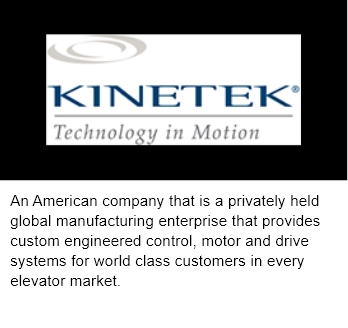 KINETEK®
Technology in Motion
An American company that is a privately held
global manufacturing enterprise that provides
custom engineered control, motor and drive
systems for world class customers in every
elevator market.